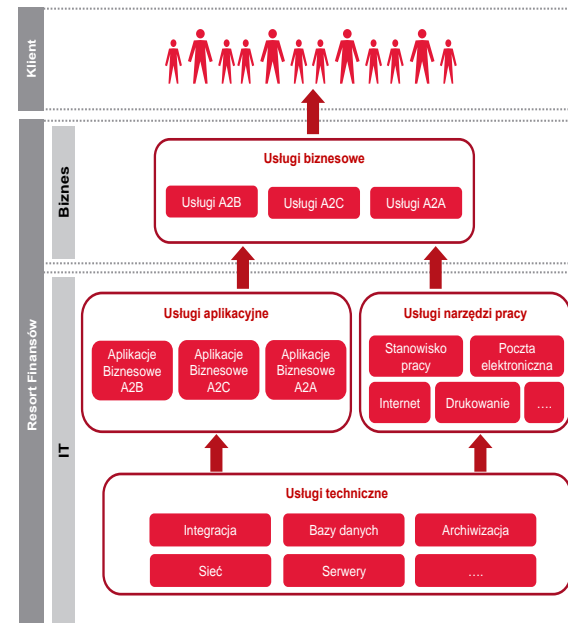 Klient
Resort Finansów
Biznes
IT
Usługi biznesowe
Usługi A2B
Usługi A2C
Usługi A2A
Usługi aplikacyjne
Aplikacje
Biznesowe
A2B
Aplikacje
Biznesowe
A2C
Aplikacje
Biznesowe
A2A
Usługi narzędzi pracy
Stanowisko
pracy
Poczta
elektroniczna
Internet
Drukowanie
....
Usługi techniczne
Integracja
Bazy danych
Archiwizacja
Sieć
Serwery
....